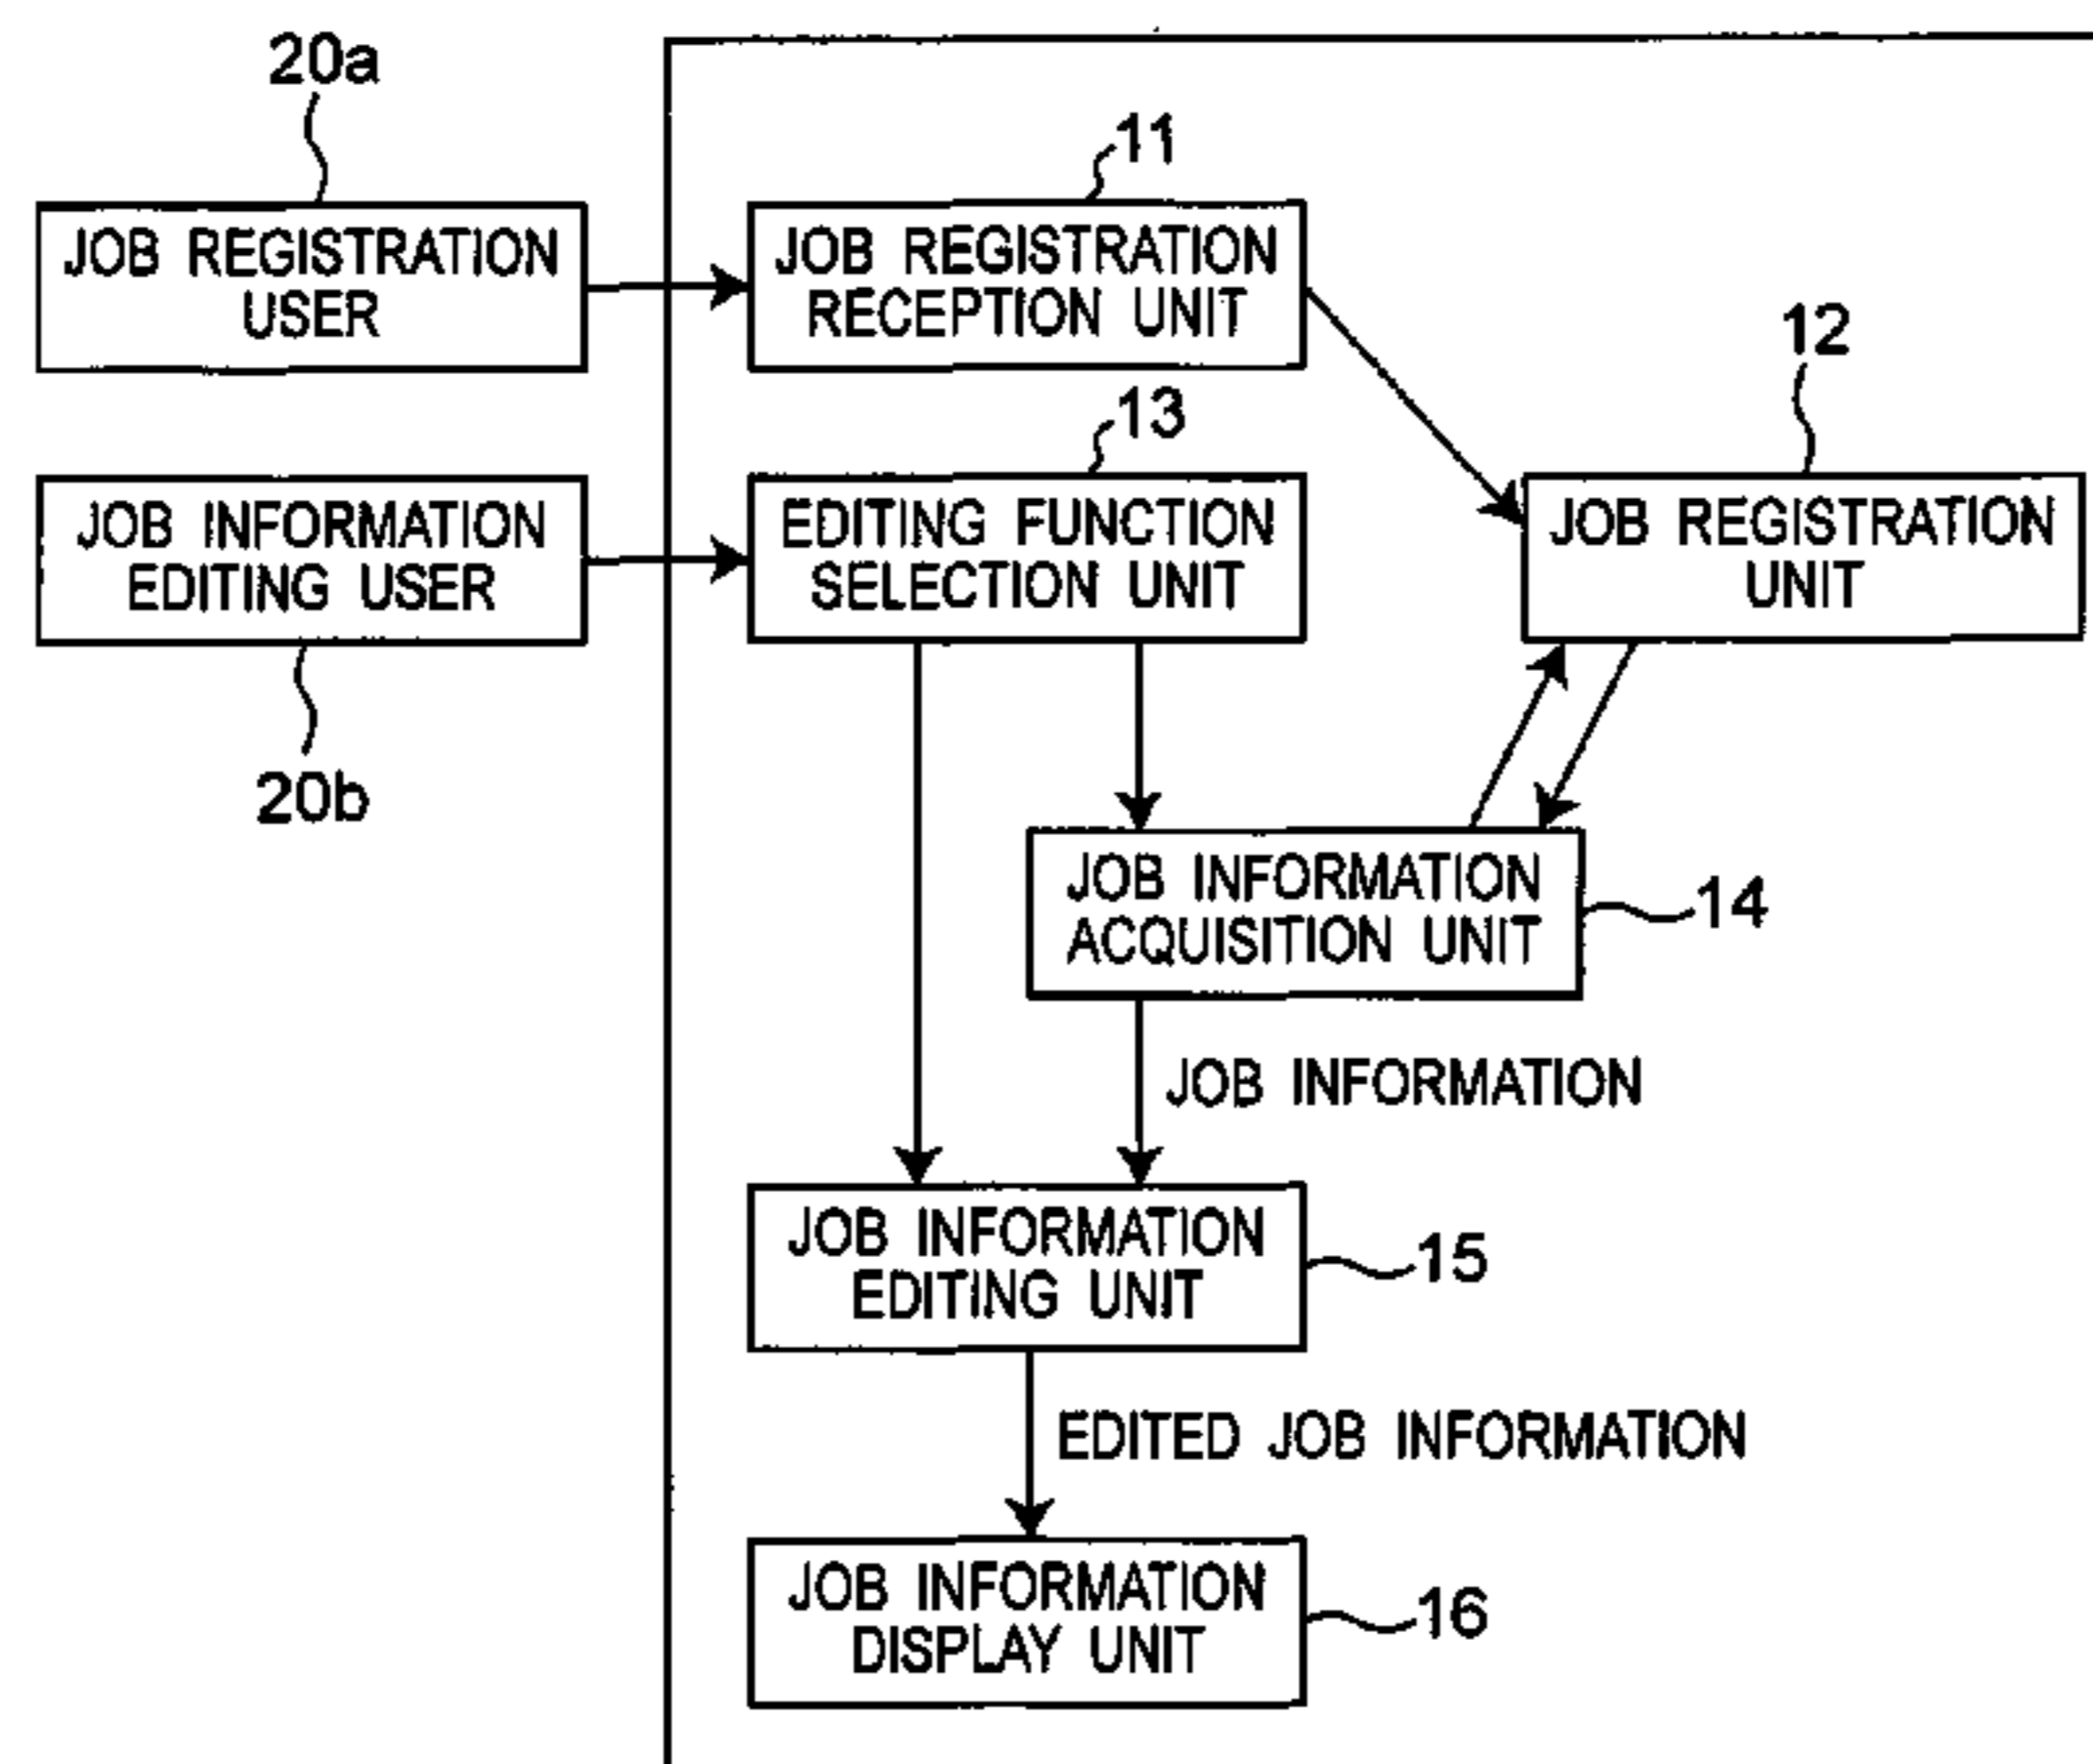 20a
11
JOB REGISTRATION
USER
JOB REGISTRATION
RECEPTION UNIT
12
13
JOB INFORMATION
EDITING USER
EDITING FUNCTION
SELECTION UNIT
JOB REGISTRATION
UNIT
20b
JOB INFORMATION
ACQUISITION UNIT
14
JOB INFORMATION
JOB INFORMATION
EDITING UNIT
15
EDITED JOB INFORMATION
JOB INFORMATION
DISPLAY UNIT
16